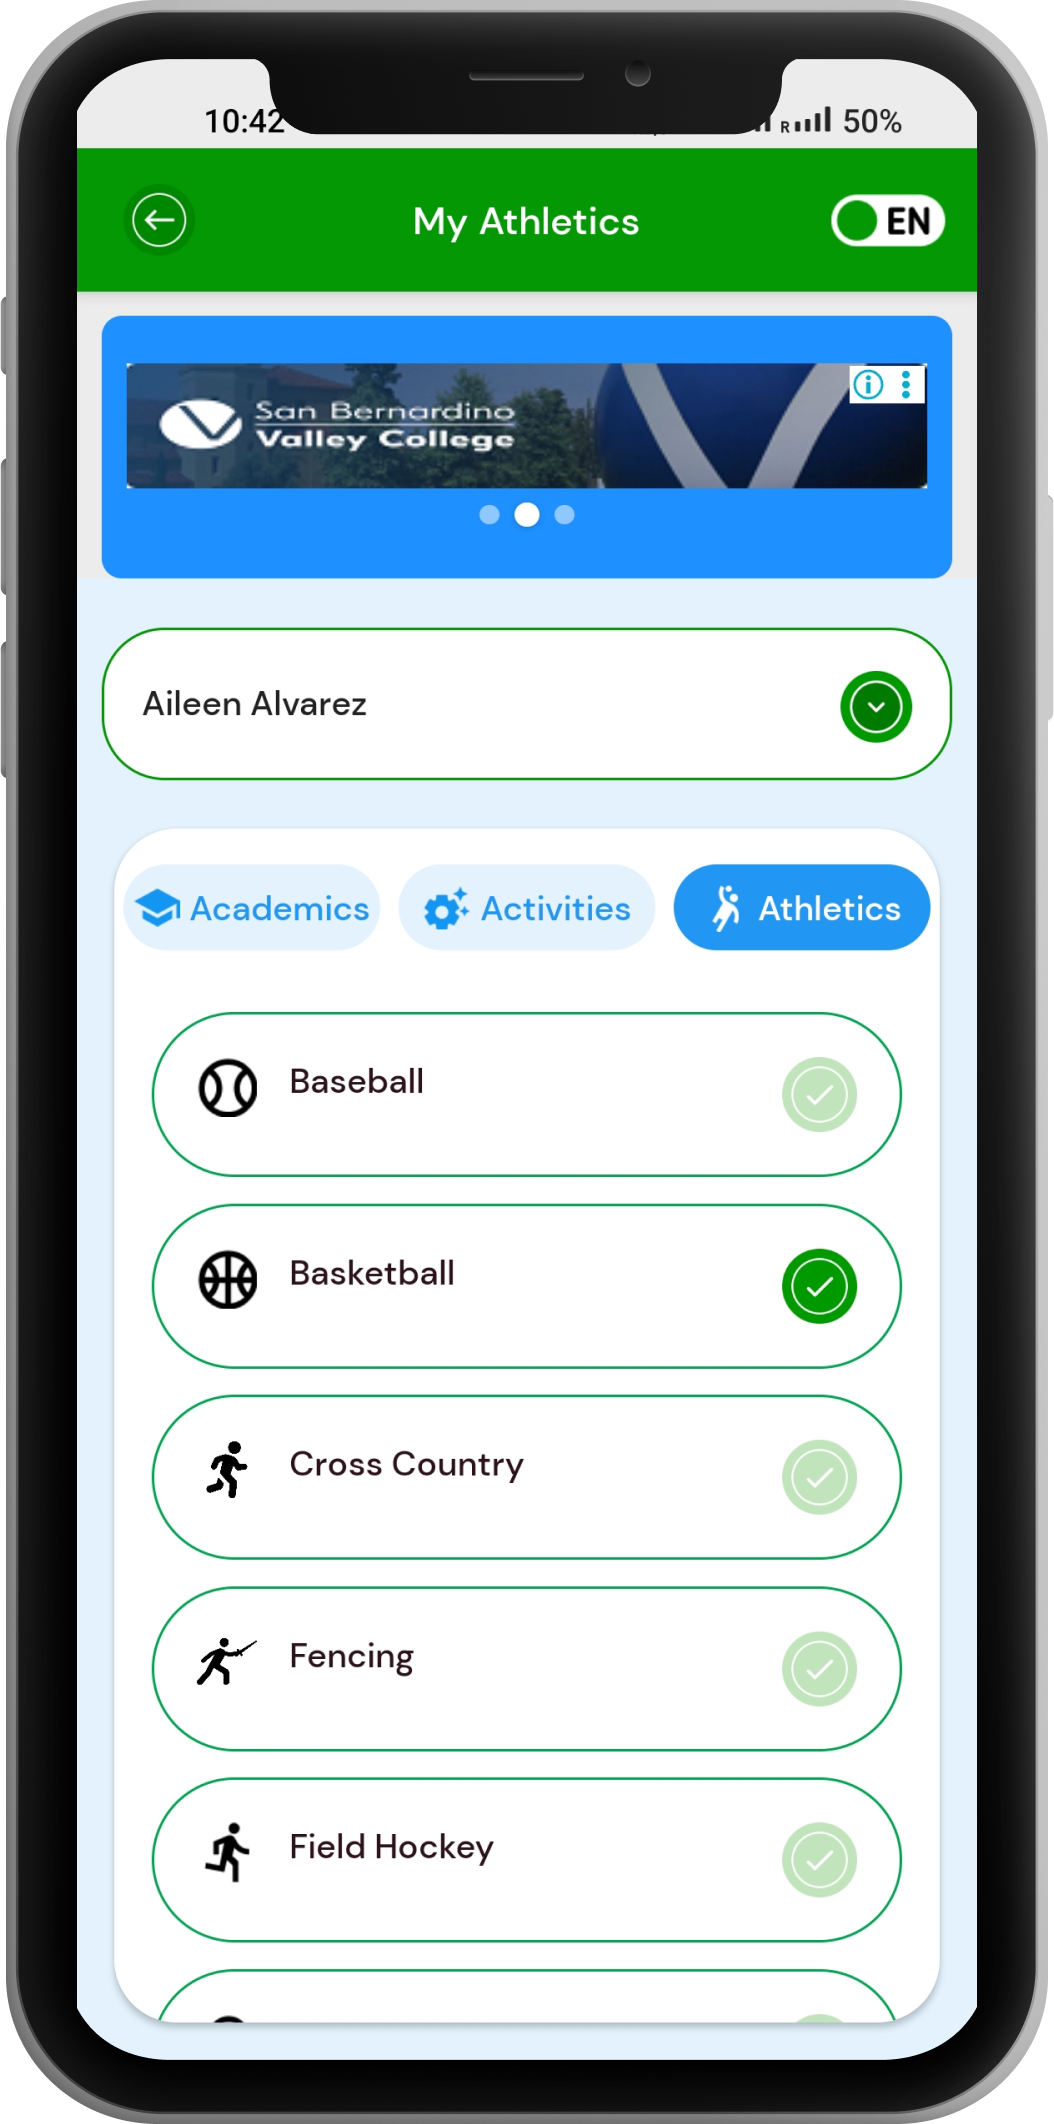 10:42
R 50%
My Athletics
EN
San Bernardino
Valley College
Aileen Alvarez
Academics
Activities
Athletics
Baseball
Basketball
Cross Country
Fencing
Field Hockey